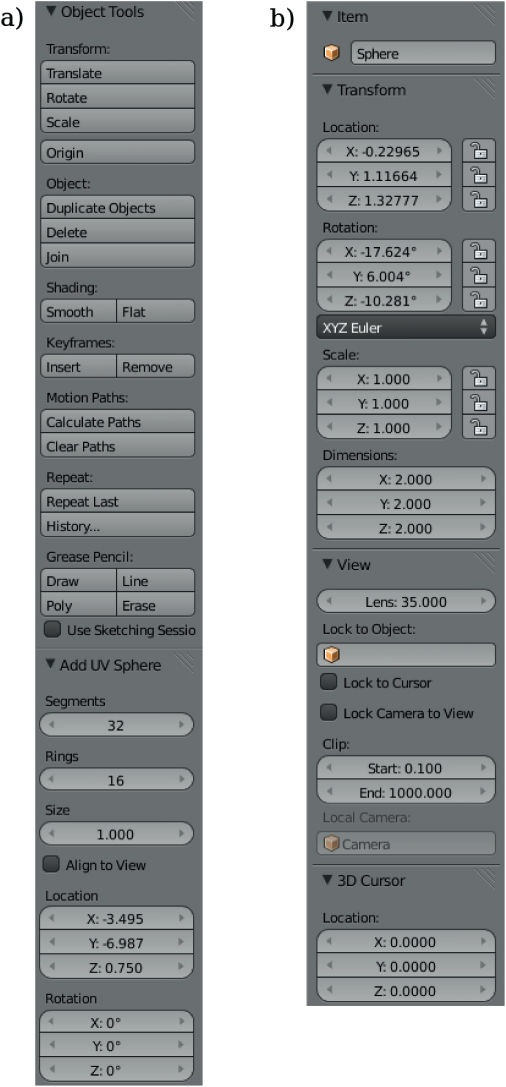 a)
Object Tools
Transform:
Translate
Rotate
Scale
Origin
Object:
Duplicate Objects
Delete
Join
Shading:
Smooth Flat
Keyframes:
Insert Remove
Motion Paths:
Calculate Paths
Clear Paths
Repeat:
Repeat Last
History...
Grease Pencil:
Draw Line
Poly Erase
Use Sketching Sessio
Add UV Sphere
Segments
32
Rings
16
Size
1.000
Align to View
Location
X: -3.495
Y: -6.987
Z: 0.750
Rotation
X: 0°
Y: 0°
Z: 0°
b)
Item
Sphere
Transform
Location:
X: -0.22965
Y: 1.11664
Z: 1.32777
Rotation:
X: -17.624°
Y: 6.004°
Z: -10.281°
XYZ Euler
Scale:
X: 1.000
Y: 1.000
Z: 1.000
Dimensions:
X: 2.000
Y: 2.000
Z: 2.000
View
Lens: 35.000
Lock to Object:
Lock to Cursor
Lock Camera to View
Clip:
Start: 0.100
End: 1000.000
Local Camera:
Camera
3D Cursor
Location:
X: 0.0000
Y: 0.0000
Z: 0.0000